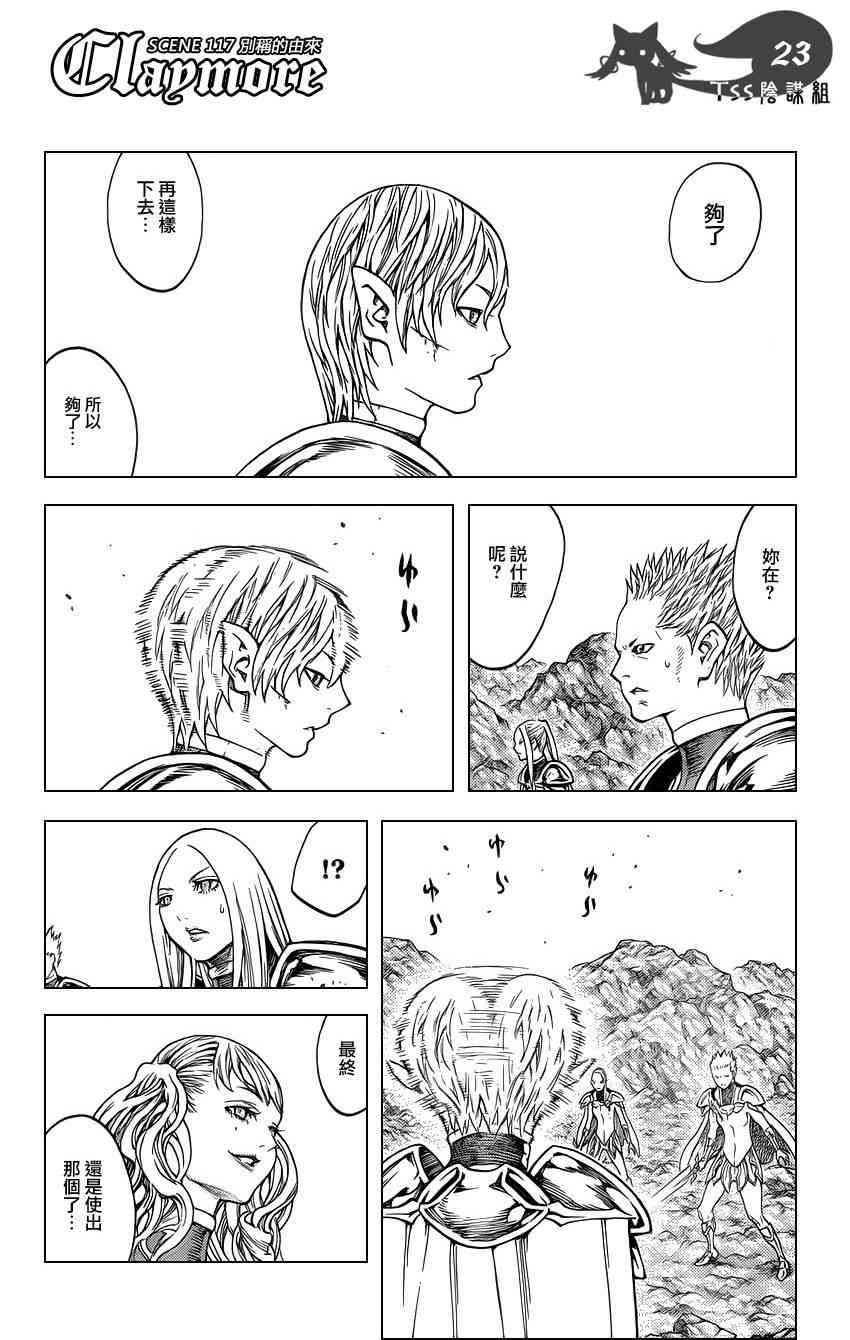 SCENE 117 別稱的由來
Claymore
23
Tss陰謀組
夠了
再這樣
下去…
所以
夠了…
妳在?
說什麼
呢?
ゆら
!?
ゆら
ゆら
ゆら
最終
還是使出
那個了…